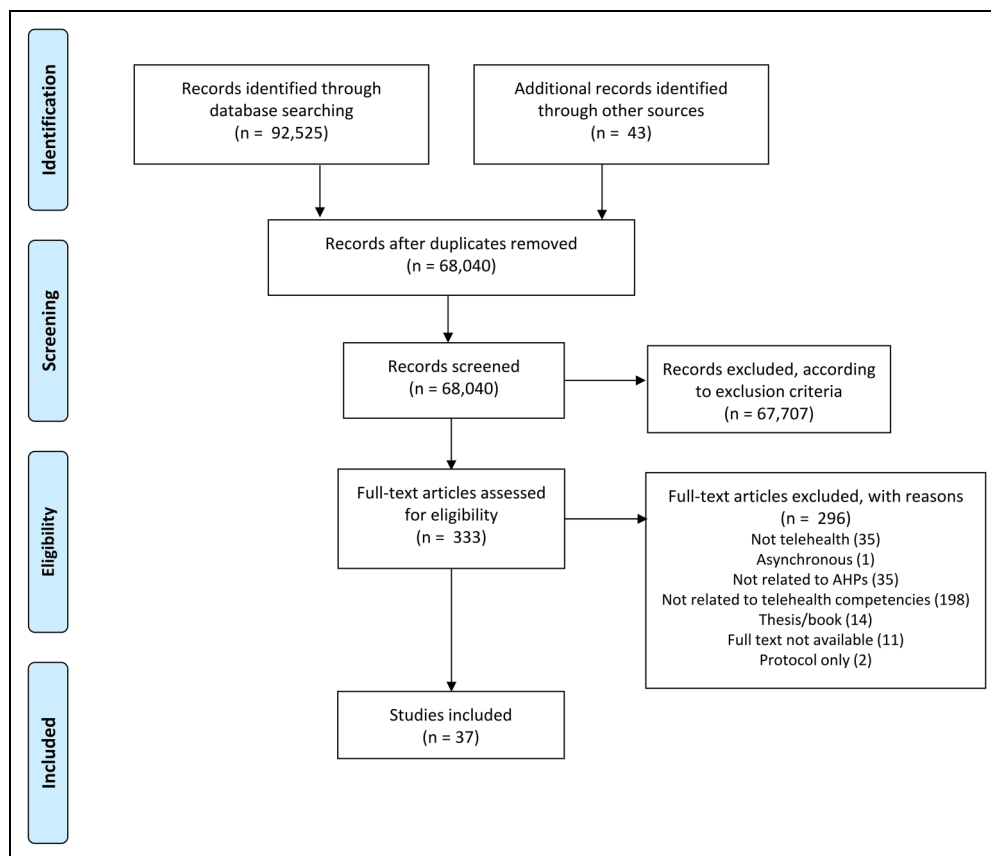 Identification
Records identified through
database searching
(n = 92,525)
Additional records identified
through other sources
(n = 43)
Records after duplicates removed
(n = 68,040)
Screening
Records screened
(n = 68,040)
Records excluded, according
to exclusion criteria
(n = 67,707)
Eligibility
Full-text articles assessed
for eligibility
(n = 333)
Full-text articles excluded, with reasons
(n = 296)
Not telehealth (35)
Asynchronous (1)
Not related to AHPs (35)
Not related to telehealth competencies (198)
Thesis/book (14)
Full text not available (11)
Protocol only (2)
Included
Studies included
(n = 37)